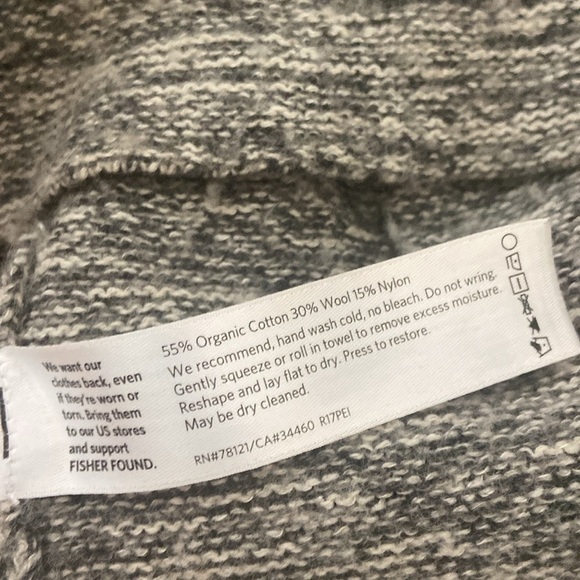 We want our
clothes back, even
if they're worn or
torn. Bring them
to our US stores
and support
FISHER FOUND.
55% Organic Cotton 30% Wool 15% Nylon
We recommend, hand wash cold, no bleach. Do not wring.
Gently squeeze or roll in towel to remove excess moisture.
Reshape and lay flat to dry. Press to restore.
May be dry cleaned.
RN#78121/CA#34460 R17PEI